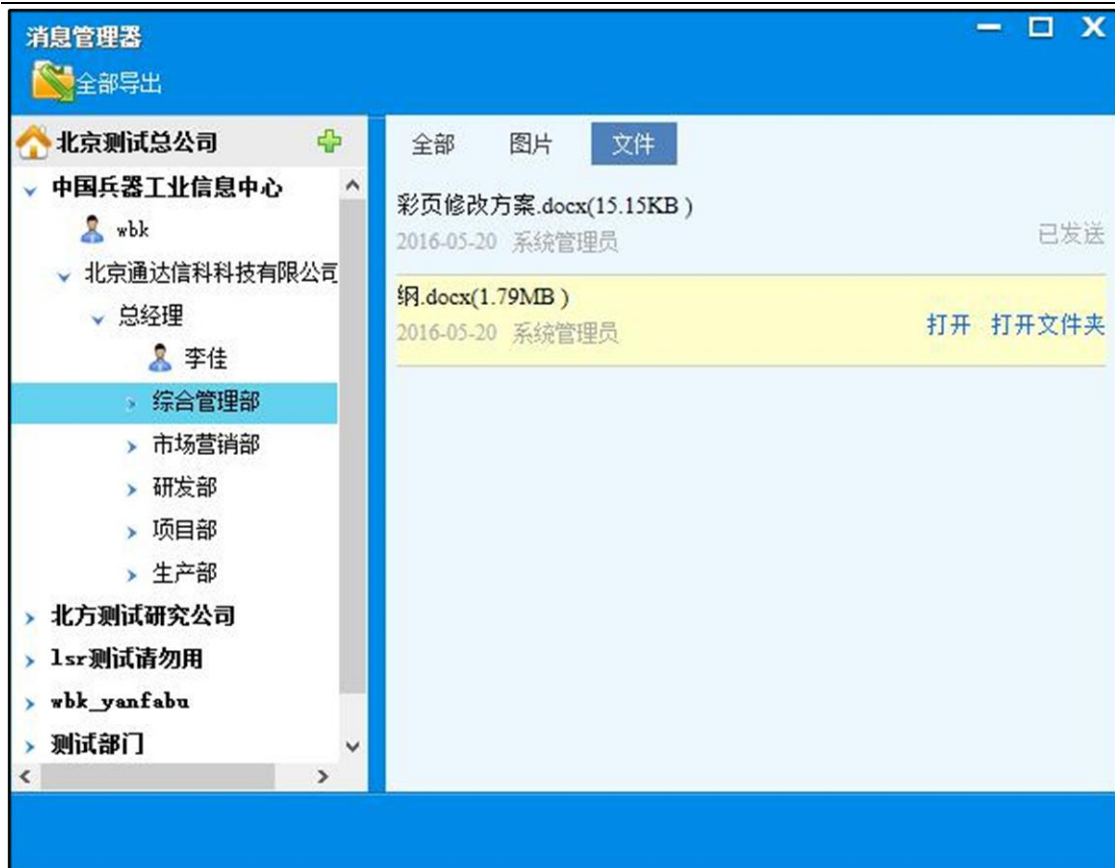 消息管理器
全部导出
北京测试总公司
中国兵器工业信息中心
wbk
北京通达信科科技有限公司
总经理
李佳
综合管理部
市场营销部
研发部
项目部
生产部
北方测试研究公司
lsr测试请勿用
wbk_yanfabu
测试部门
全部 图片 文件
彩页修改方案.docx(15.15KB )
2016-05-20 系统管理员 已发送
纲.docx(1.79MB )
2016-05-20 系统管理员 打开 打开文件夹